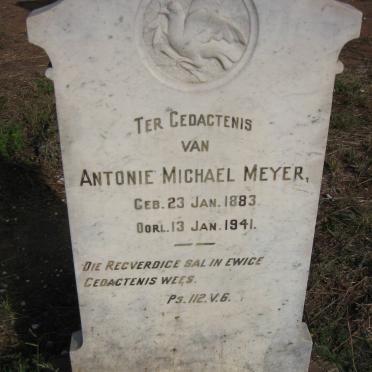 TER GEDACTENIS
VAN
ANTONIE MICHAEL MEYER,
GEB. 23 JAN. 1883.
OORL. 13 JAN. 1941.
DIE REGVERDIGE SAL IN EWIGE
GEDACTENIS WEES.
PS. 112. V. 6.